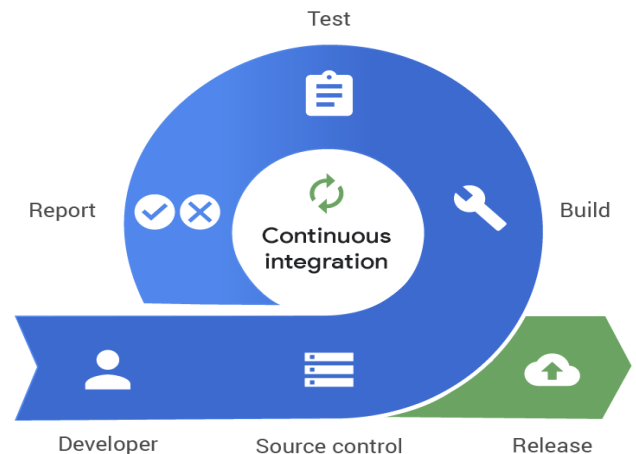 Test
Report
Continuous
integration
Build
Developer
Source control
Release